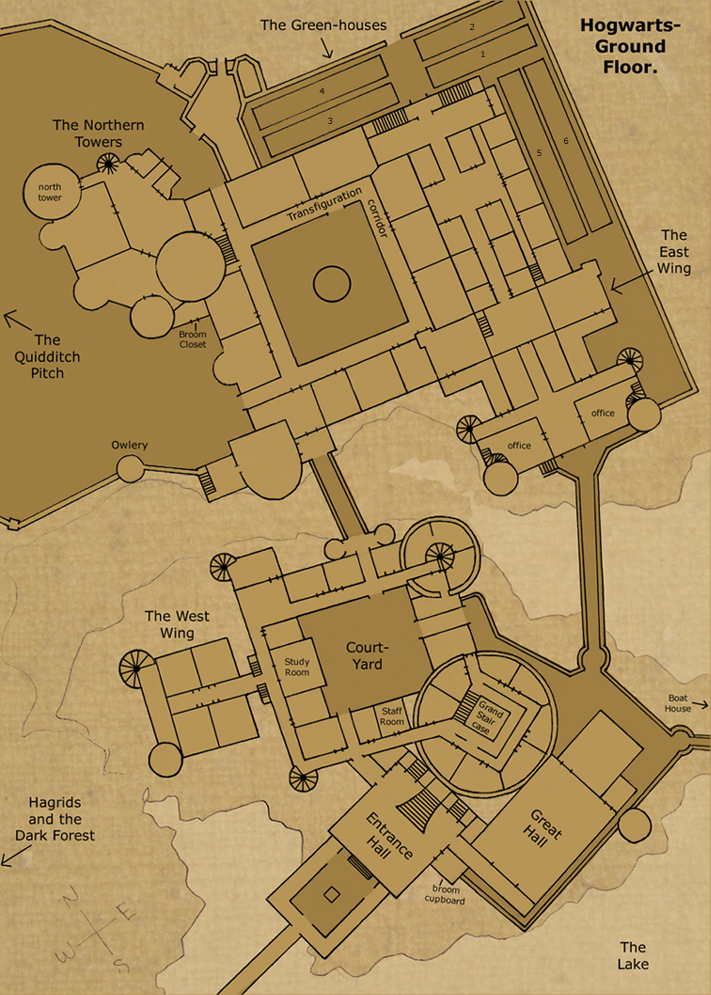 The Green-houses
Hogwarts-
Ground
Floor.
2
1
4
3
5
6
The Northern
Towers
north
tower
Transfiguration
corridor
The
East
Wing
Broom
Closet
The
Quidditch
Pitch
office
office
Owlery
The West
Wing
Court-
Yard
Study
Room
Staff
Room
Grand
Stair
case
Boat
House
Hagrids
and the
Dark Forest
Entrance
Hall
Great
Hall
broom
cupboard
N
E
W
S
The
Lake